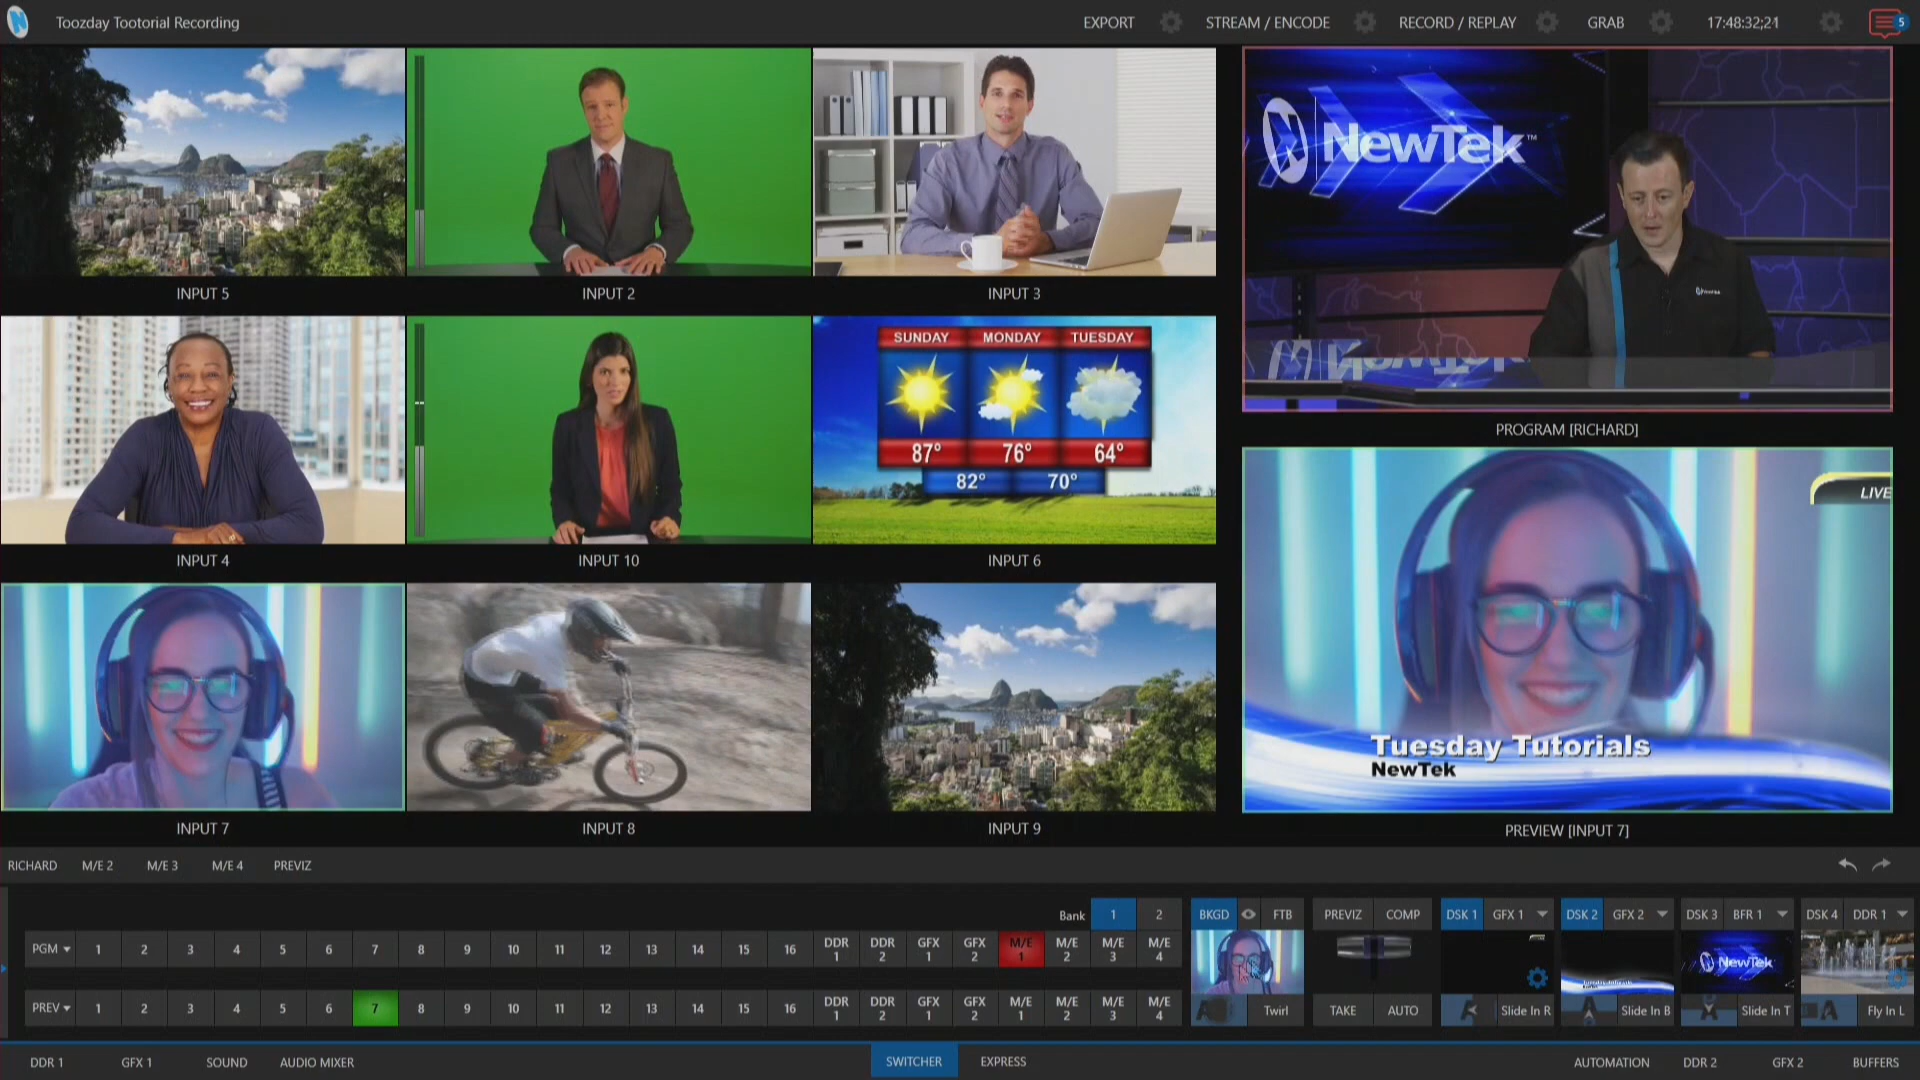 Toozday Tootorial Recording
EXPORT
STREAM / ENCODE
RECORD / REPLAY
GRAB
17:48:32;21
5
INPUT 5
INPUT 2
INPUT 3
NewTek™
NewTek
PROGRAM [RICHARD]
SUNDAY MONDAY TUESDAY
87° 76° 64°
82° 70°
INPUT 4
INPUT 10
INPUT 6
LIVE
Tuesday Tutorials
NewTek
INPUT 7
INPUT 8
INPUT 9
PREVIEW [INPUT 7]
RICHARD M/E 2 M/E 3 M/E 4 PREVIZ
Bank 1 2
PGM 1 2 3 4 5 6 7 8 9 10 11 12 13 14 15 16 DDR 1 DDR 2 GFX 1 GFX 2 M/E 1 M/E 2 M/E 3 M/E 4
PREV 1 2 3 4 5 6 7 8 9 10 11 12 13 14 15 16 DDR 1 DDR 2 GFX 1 GFX 2 M/E 1 M/E 2 M/E 3 M/E 4
BKGD FTB
Twirl
PREVIZ COMP
TAKE AUTO
DSK 1 GFX 1
Slide In R
DSK 2 GFX 2
Slide In B
DSK 3 BFR 1
NewTek
Slide In T
DSK 4 DDR 1
Fly In L
DDR 1 GFX 1 SOUND AUDIO MIXER
SWITCHER EXPRESS
AUTOMATION DDR 2 GFX 2 BUFFERS